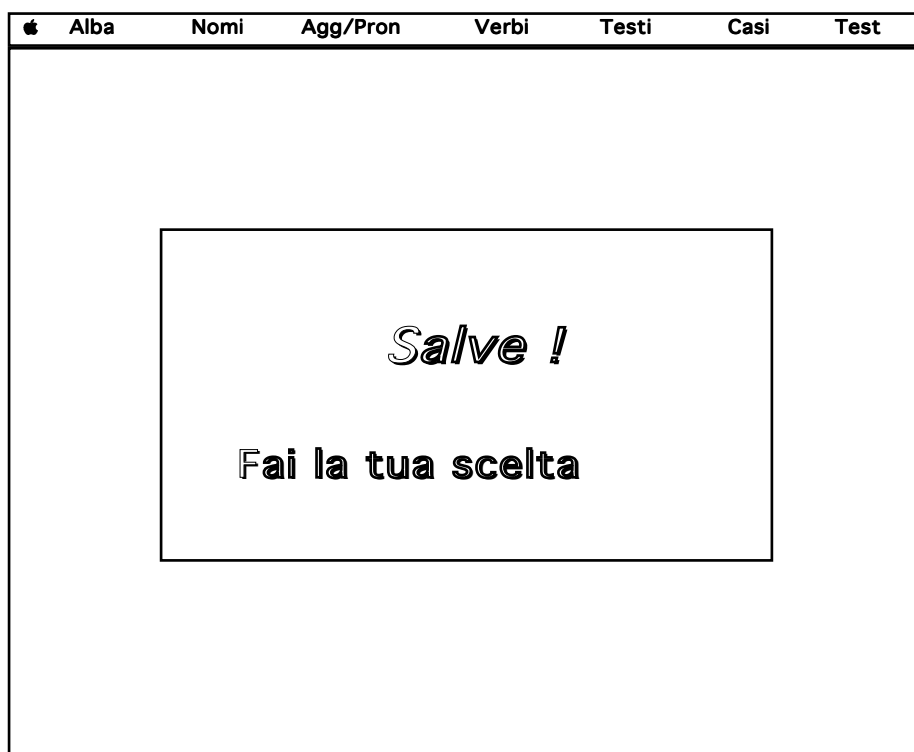 Alba Nomi Agg/Pron Verbi Testi Casi Test
Salve !
Fai la tua scelta